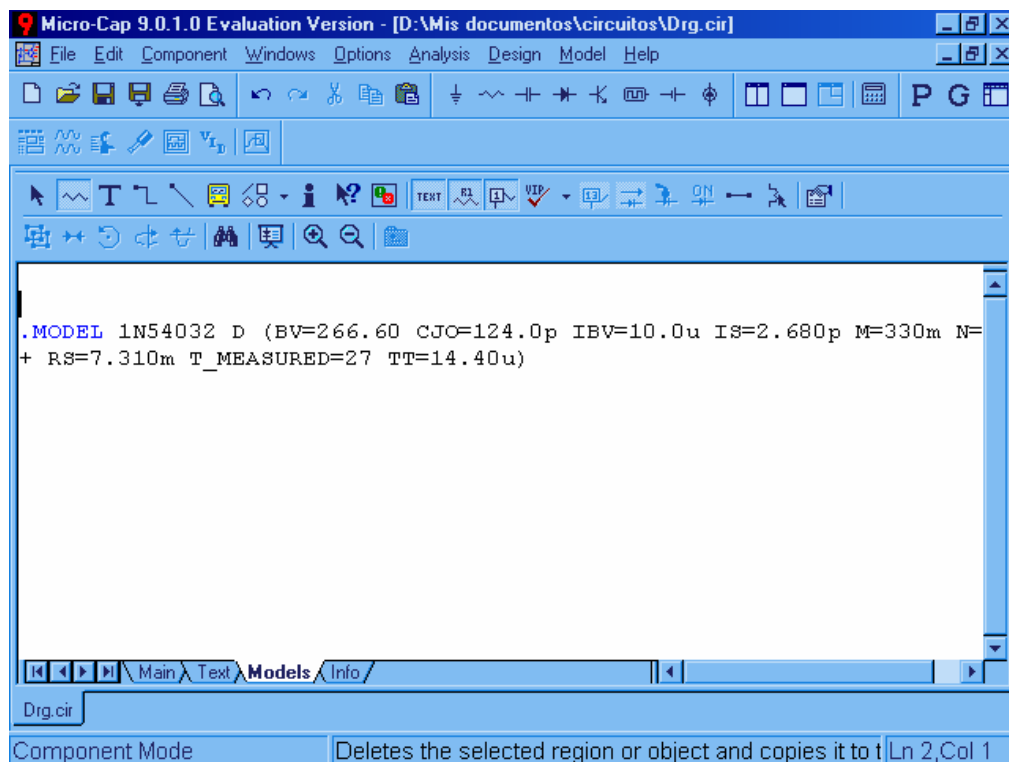 Micro-Cap 9.0.1.0 Evaluation Version - [D:\Mis documentos\circuitos\Drg.cir]
File Edit Component Windows Options Analysis Design Model Help
P G
TEXT R1
.MODEL 1N54032 D (BV=266.60 CJO=124.0p IBV=10.0u IS=2.680p M=330m N=
+ RS=7.310m T_MEASURED=27 TT=14.40u)
Main Text Models Info
Drg.cir
Component Mode Deletes the selected region or object and copies it to t Ln 2,Col 1